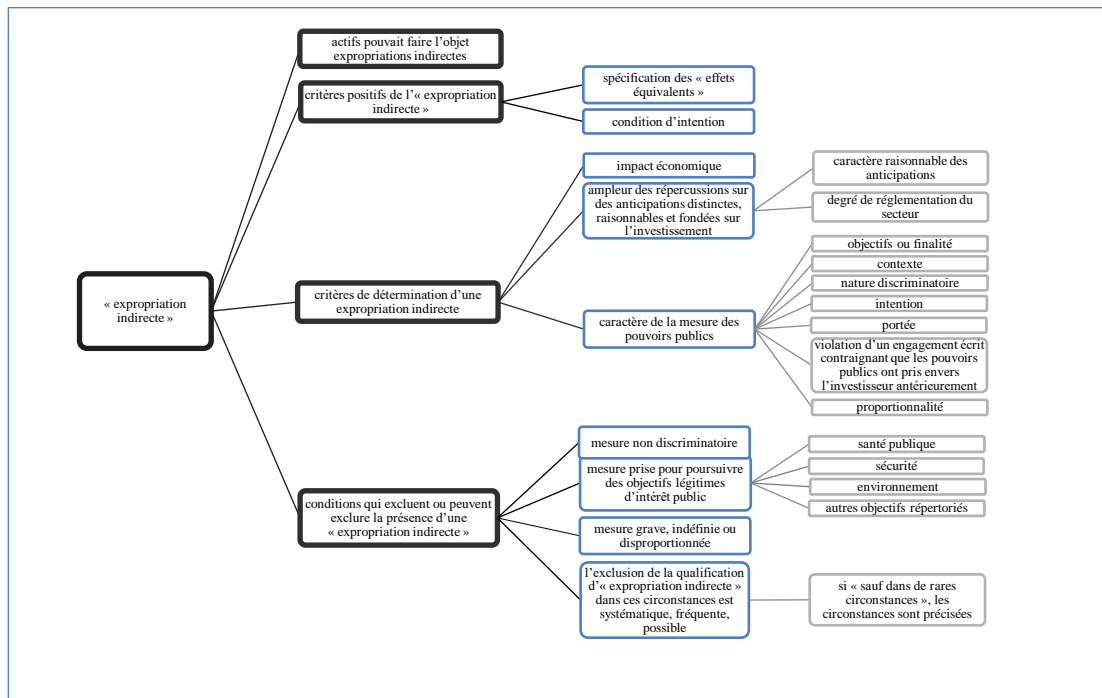 « expropriation
indirecte »
actifs pouvait faire l’objet
expropriations indirectes
critères positifs de l’« expropriation
indirecte »
spécification des « effets
équivalents »
condition d’intention
critères de détermination d’une
expropriation indirecte
impact économique
ampleur des répercussions sur
des anticipations distinctes,
raisonnables et fondées sur
l’investissement
caractère raisonnable des
anticipations
degré de réglementation du
secteur
caractère de la mesure des
pouvoirs publics
objectifs ou finalité
contexte
nature discriminatoire
intention
portée
violation d’un engagement écrit
contraignant que les pouvoirs
publics ont pris envers
l’investisseur antérieurement
proportionnalité
conditions qui excluent ou peuvent
exclure la présence d’une
« expropriation indirecte »
mesure non discriminatoire
mesure prise pour poursuivre
des objectifs légitimes
d’intérêt public
santé publique
sécurité
environnement
autres objectifs répertoriés
mesure grave, indéfinie ou
disproportionnée
l’exclusion de la qualification
d’« expropriation indirecte »
dans ces circonstances est
systématique, fréquente,
possible
si « sauf dans de rares
circonstances », les
circonstances sont précisées